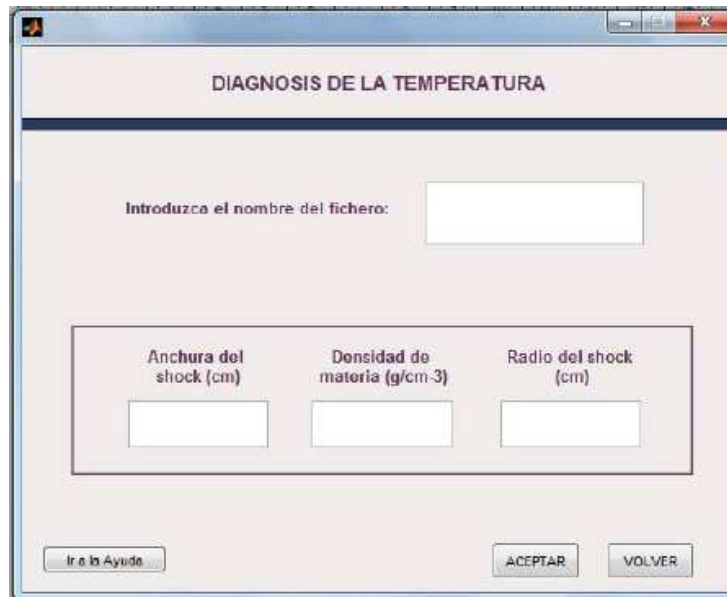 DIAGNOSIS DE LA TEMPERATURA
Introduzca el nombre del fichero:
Anchura del
shock (cm)
Densidad de
materia (g/cm-3)
Radio del shock
(cm)
Ir a la Ayuda
ACEPTAR
VOLVER